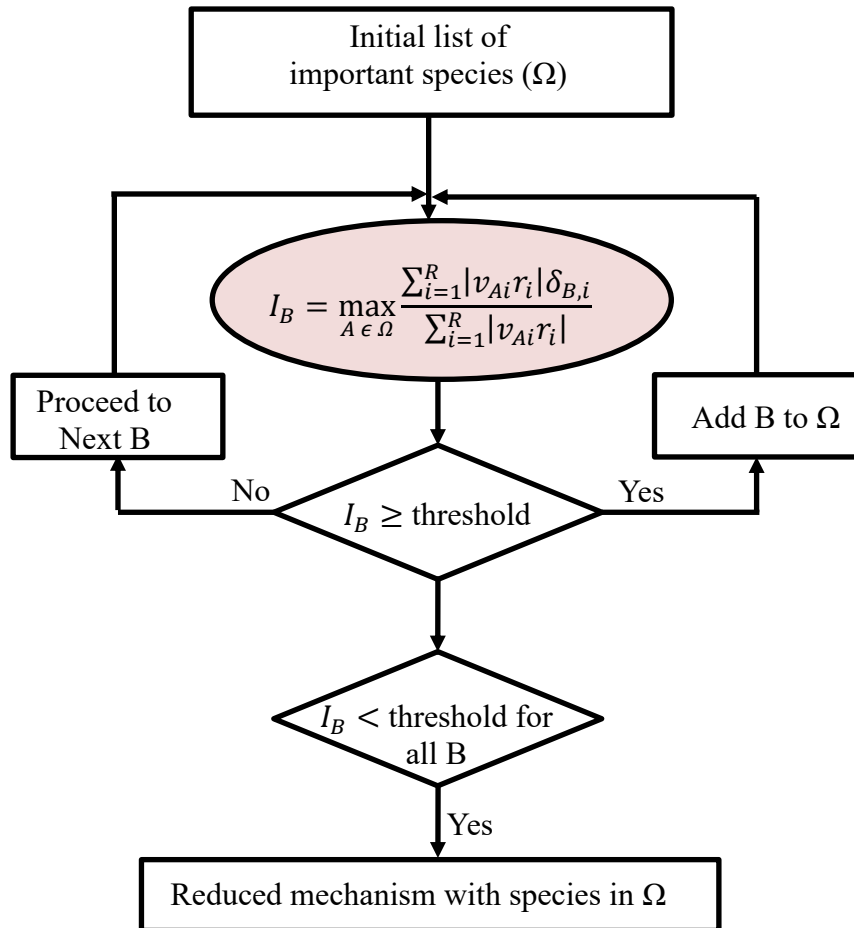 Initial list of
important species (Ω)
I_B = max_{A ϵ Ω} \frac{∑_{i=1}^{R}|v_{Ai} r_i|δ_{B,i}}{∑_{i=1}^{R}|v_{Ai} r_i|}
Proceed to
Next B
Add B to Ω
No
Yes
I_B ≥ threshold
I_B < threshold for
all B
Yes
Reduced mechanism with species in Ω